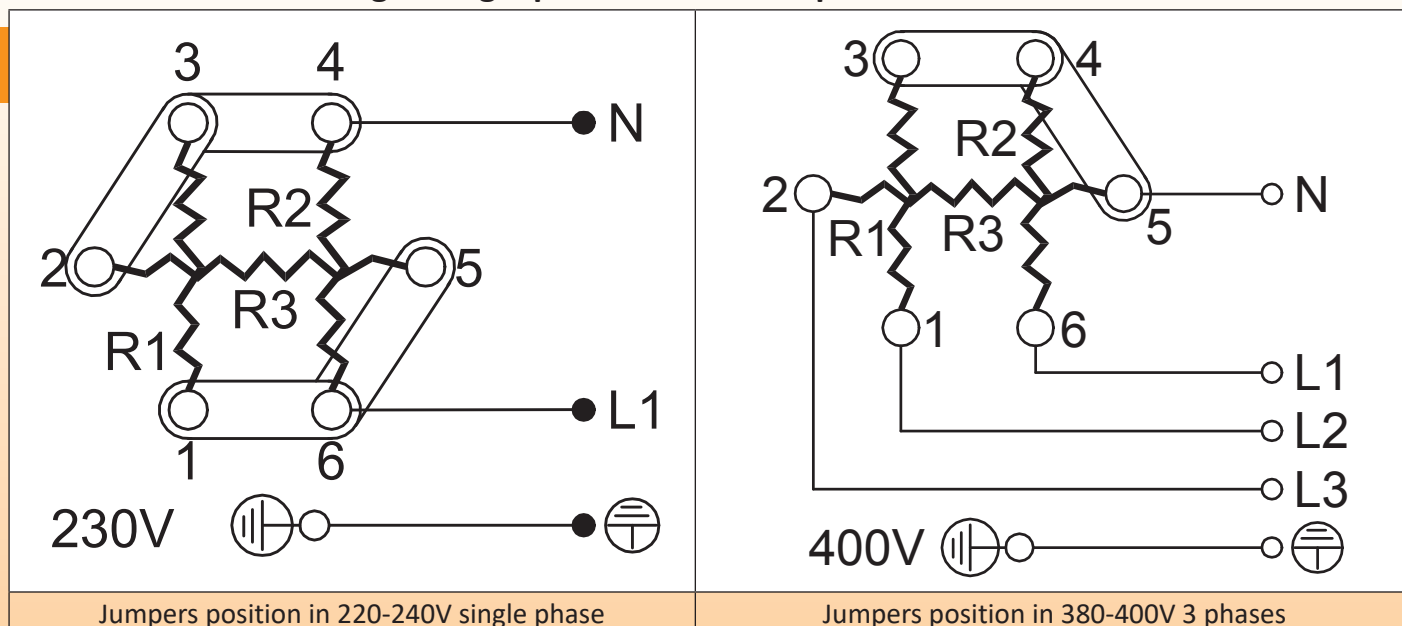 3 4
N
R2
2 5
R3
R1
L1
1 6
230V
Jumpers position in 220-240V single phase
3 4
R2
2 N
R1 R3 5
1 6
L1
L2
L3
400V
Jumpers position in 380-400V 3 phases